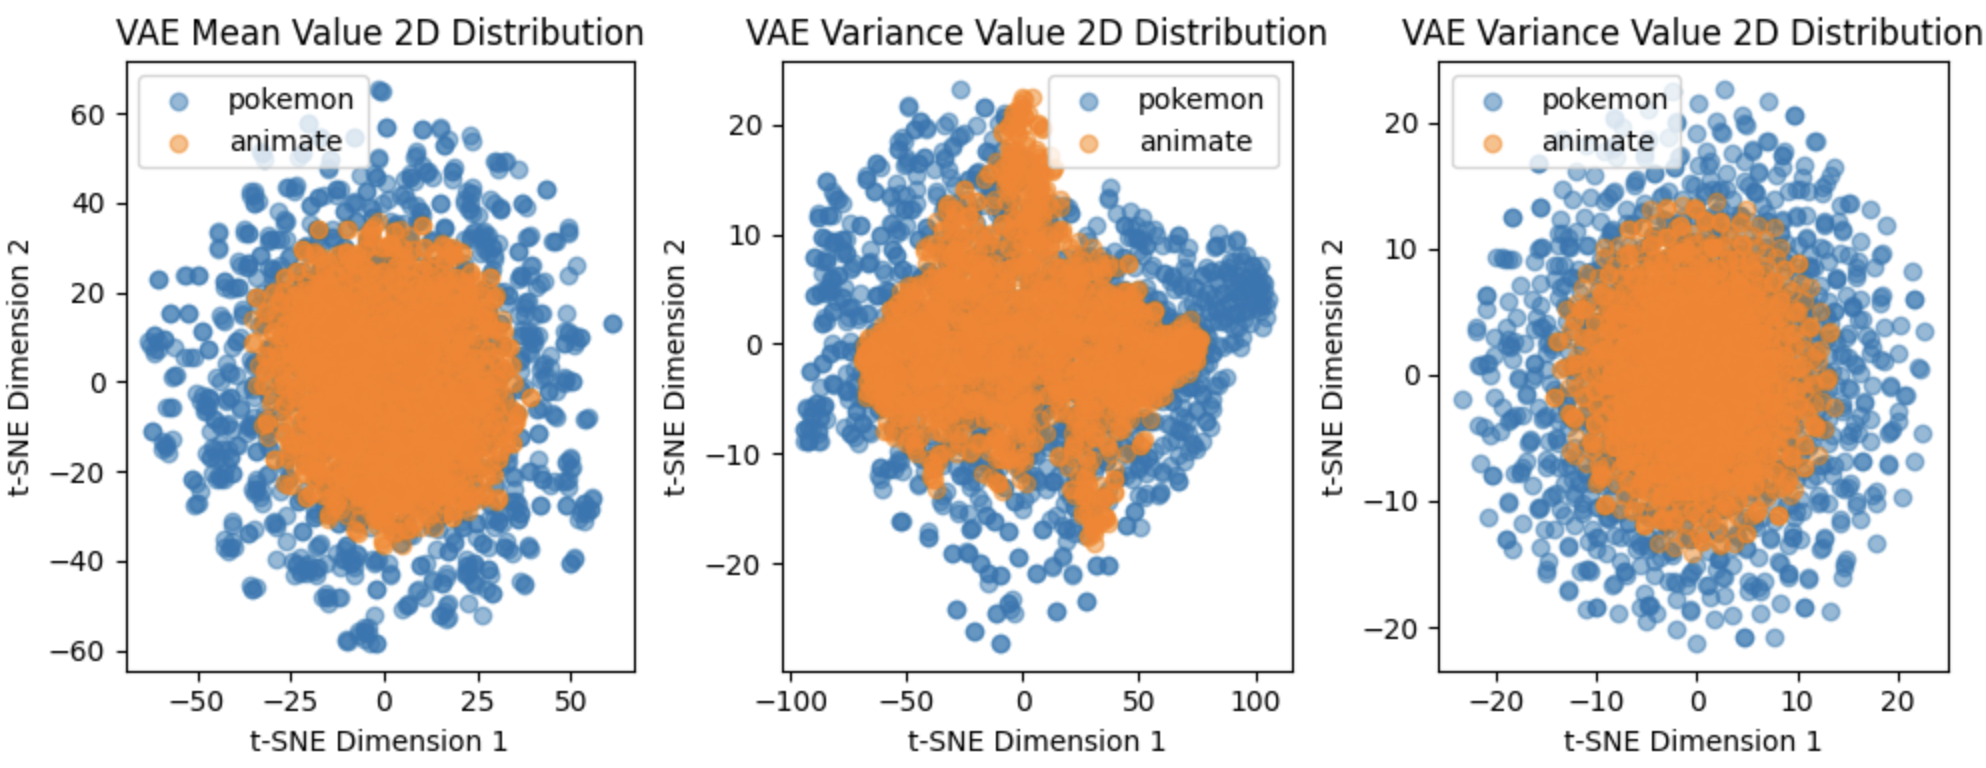 VAE Mean Value 2D Distribution
t-SNE Dimension 2
60
40
20
0
−20
−40
−60
pokemon
animate
−50
−25
0
25
50
t-SNE Dimension 1
VAE Variance Value 2D Distribution
t-SNE Dimension 2
20
10
0
−10
−20
pokemon
animate
−100
−50
0
50
100
t-SNE Dimension 1
VAE Variance Value 2D Distribution
t-SNE Dimension 2
20
10
0
−10
−20
pokemon
animate
−20
−10
0
10
20
t-SNE Dimension 1